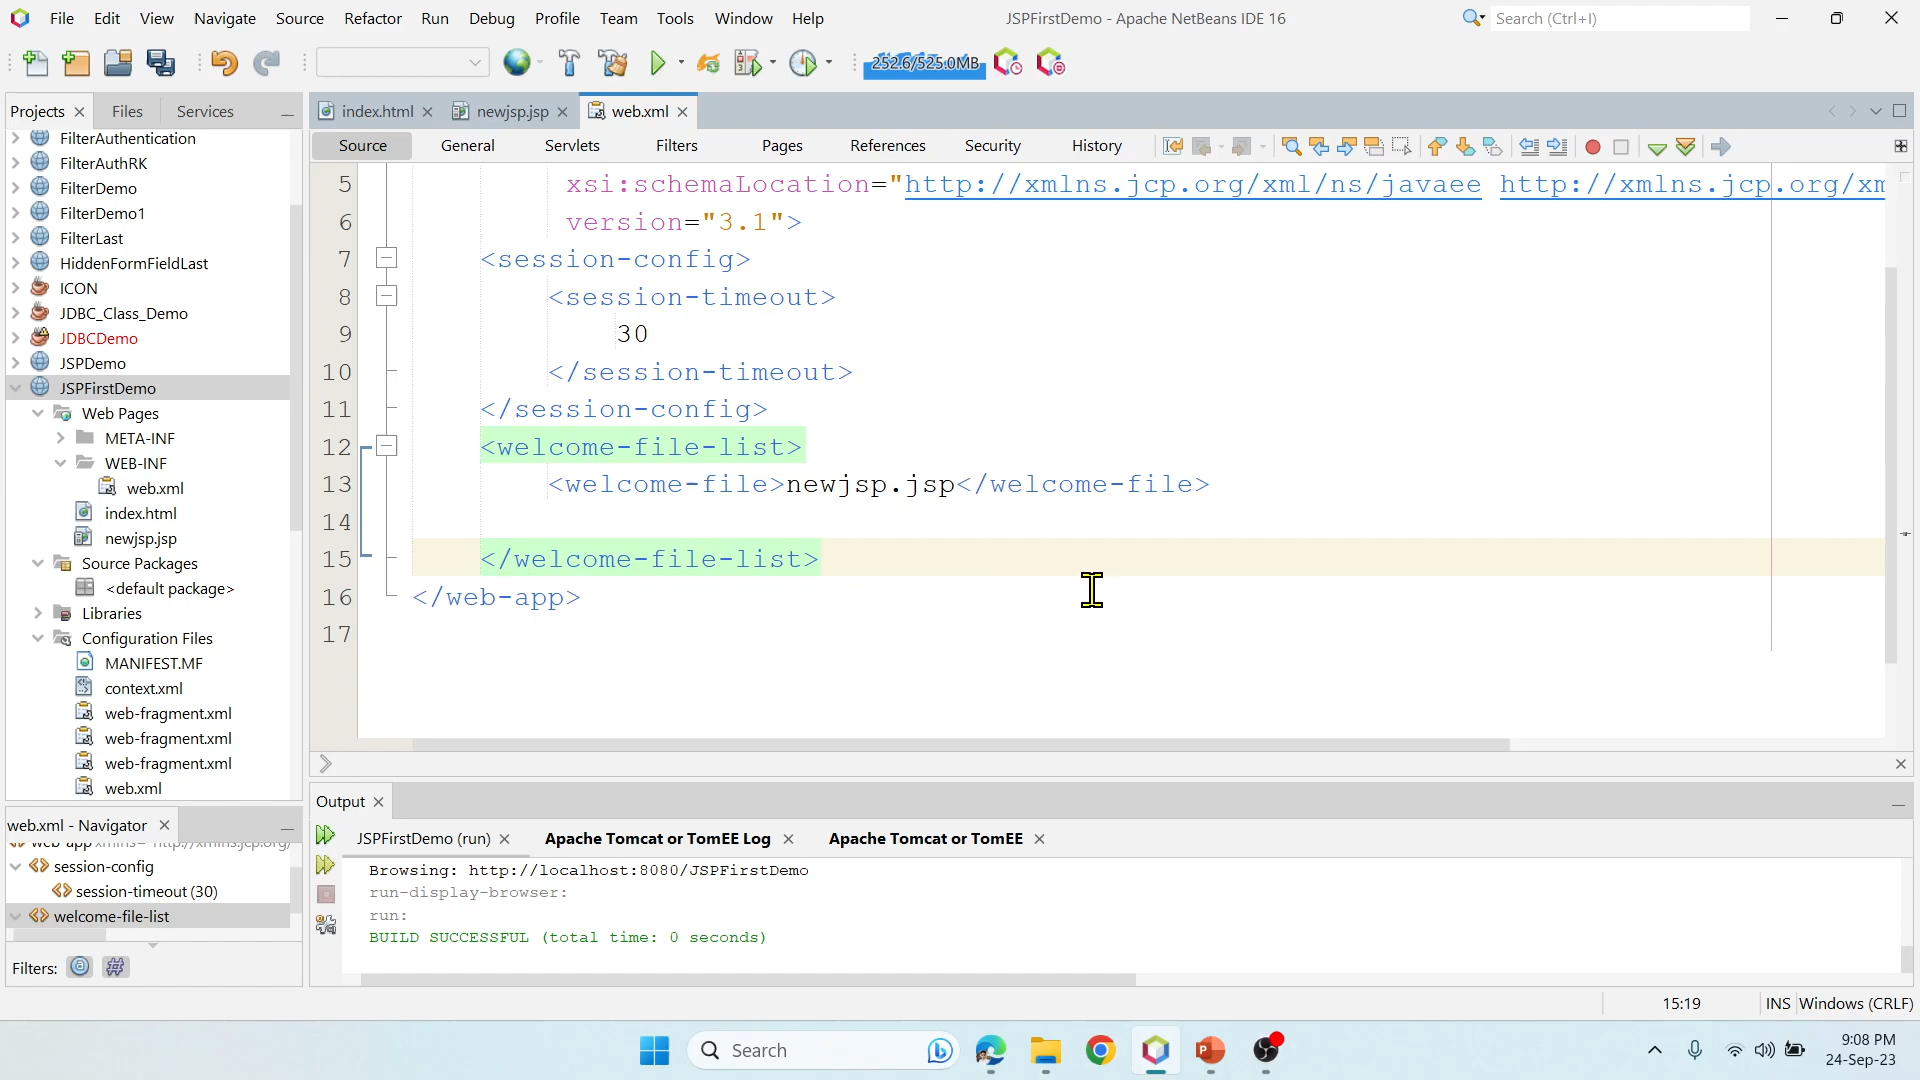 File Edit View Navigate Source Refactor Run Debug Profile Team Tools Window Help JSPFirstDemo - Apache NetBeans IDE 16 Search (Ctrl+I)
252.6/525.0MB
Projects Files Services
index.html newjsp.jsp web.xml
Source General Servlets Filters Pages References Security History
FilterAuthentication
FilterAuthRK
FilterDemo
FilterDemo1
FilterLast
HiddenFormFieldLast
ICON
JDBC_Class_Demo
JDBCDemo
JSPDemo
JSPFirstDemo
Web Pages
META-INF
WEB-INF
web.xml
index.html
newjsp.jsp
Source Packages
<default package>
Libraries
Configuration Files
MANIFEST.MF
context.xml
web-fragment.xml
web-fragment.xml
web-fragment.xml
web.xml
5 xsi:schemaLocation="http://xmlns.jcp.org/xml/ns/javaee http://xmlns.jcp.org/xm
6 version="3.1">
7 <session-config>
8 <session-timeout>
9 30
10 </session-timeout>
11 </session-config>
12 <welcome-file-list>
13 <welcome-file>newjsp.jsp</welcome-file>
14
15 </welcome-file-list>
16 </web-app>
17
web.xml - Navigator
session-config
session-timeout (30)
welcome-file-list
Filters:
Output
JSPFirstDemo (run) Apache Tomcat or TomEE Log Apache Tomcat or TomEE
Browsing: http://localhost:8080/JSPFirstDemo
run-display-browser:
run:
BUILD SUCCESSFUL (total time: 0 seconds)
15:19 INS Windows (CRLF)
Search
9:08 PM
24-Sep-23